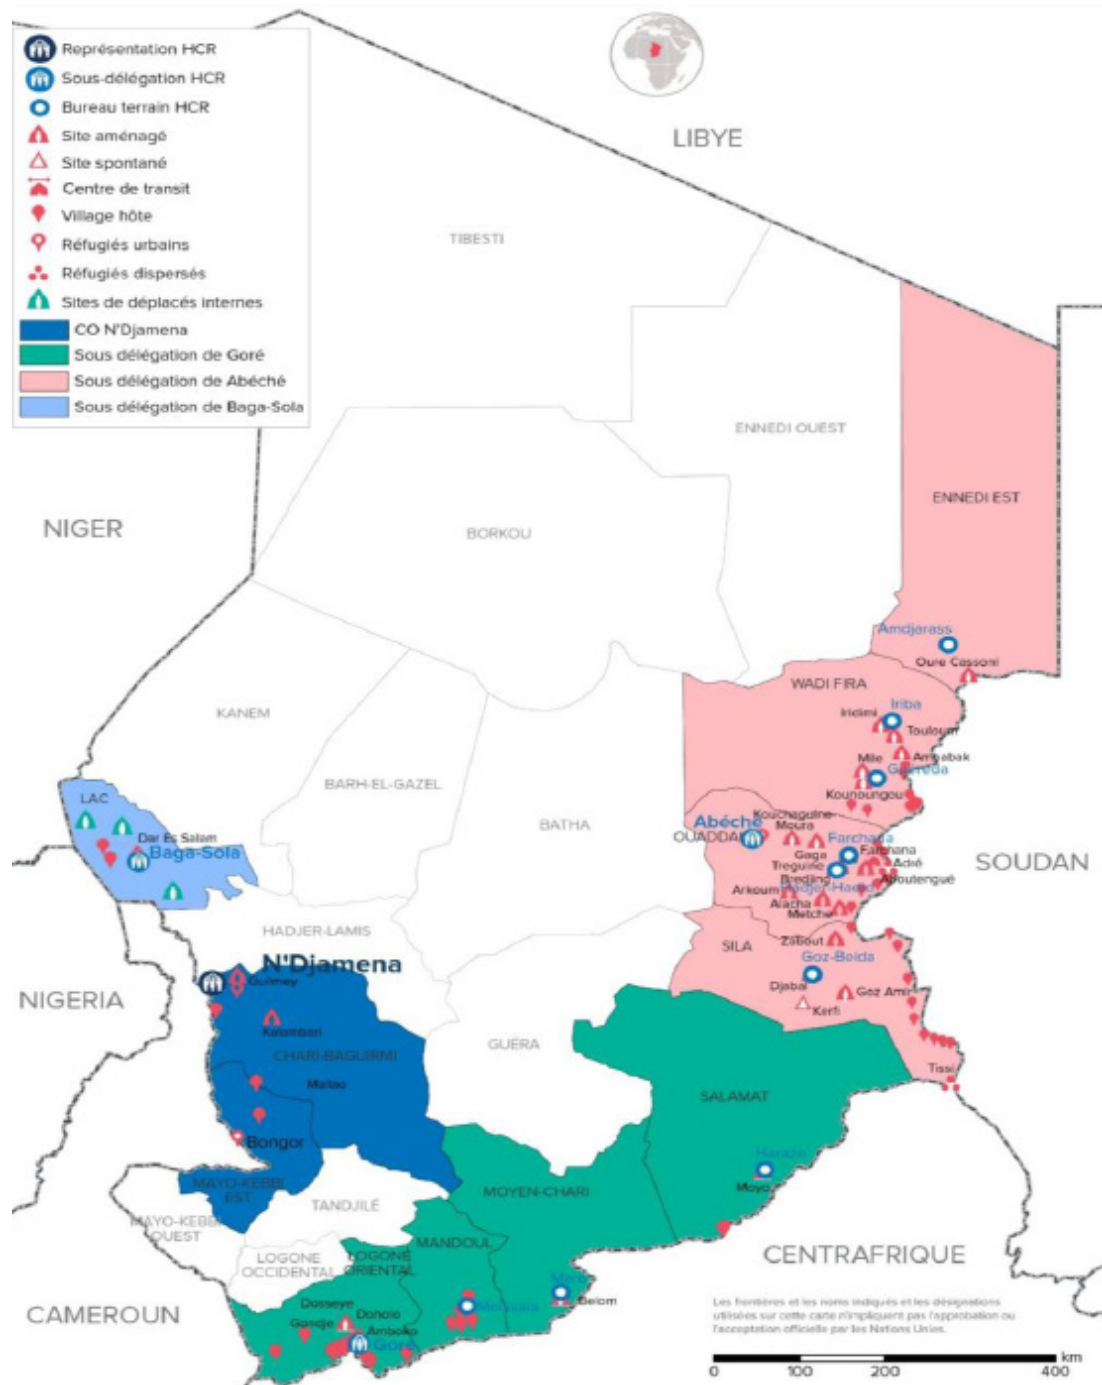 Représentation HCR
Sous-délégation HCR
Bureau terrain HCR
Site aménagé
Site spontané
Centre de transit
Village hôte
Réfugiés urbains
Réfugiés dispersés
Sites de déplacés internes
CO N'Djamena
Sous délégation de Goré
Sous délégation de Abéché
Sous délégation de Baga-Sola
LIBYE
TIBESTI
ENNEDI OUEST
ENNEDI EST
NIGER
BORKOU
Amdjarass
Oure Cassoni
WADI FIRA
KANEM
Iriba
Iridimi
Touloum
Amnabak
Mile
Guereda
BARH-EL-GAZEL
Kounoungou
LAC
Kouchaguine-
Moura
Abéché
BATHA
OUADDAI
Dar Es Salam
Baga-Sola
Farchana
Gaga
Farchana
Adré
SOUDAN
Treguine
Bredjing
Aboutengué
Arkoum
Hadjer-Hadid
Alacha
Metche
HADJER-LAMIS
SILA
Zabout
N'Djamena
Goz-Beida
Guilmey
NIGERIA
Djabal
Goz Amir
Kerfi
Kalambari
CHARI-BAGUIRMI
GUÉRA
Mailao
Tissi
SALAMAT
Bongor
Haraze
Moyo
MAYO-KEBBI
EST
MOYEN-CHARI
TANDJILÉ
MAYO-KEBBI
OUEST
MANDOUL
LOGONE
ORIENTAL
LOGONE
OCCIDENTAL
CENTRAFRIQUE
Maro
Belom
Moissala
Dosseye
Doholo
Gondje
Amboko
Goré
CAMEROUN
Les frontières et les noms indiqués et les désignations
utilisées sur cette carte n'impliquent pas l'approbation ou
l'acceptation officielle par les Nations Unies.
km
0 100 200 400